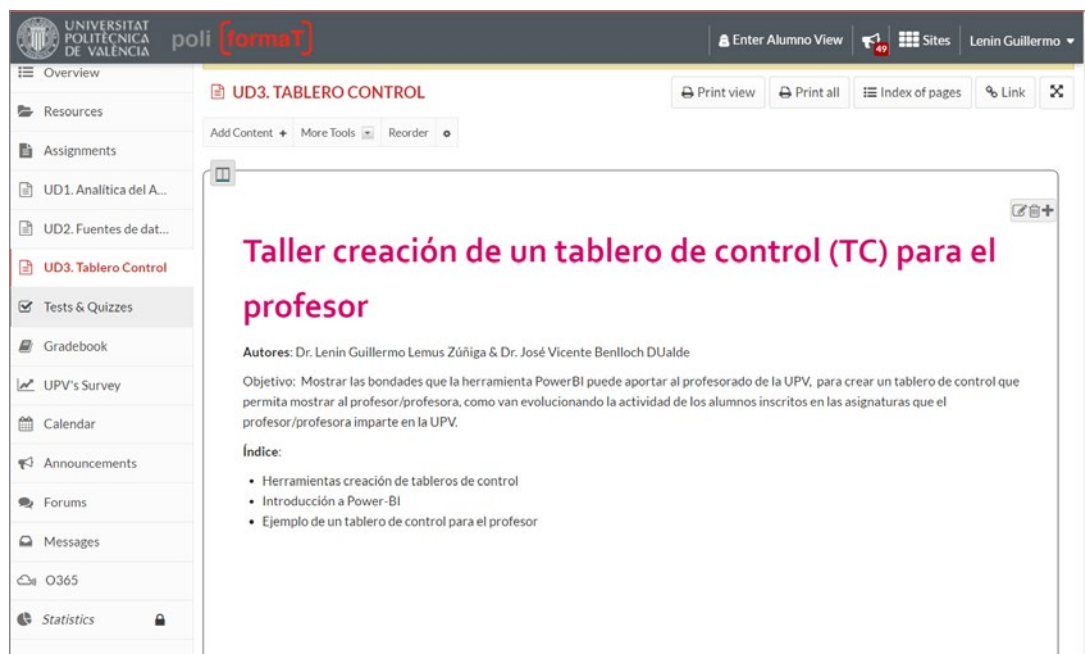 UNIVERSITAT
POLITÈCNICA
DE VALÈNCIA
poli [formaT]
Enter Alumno View
49
Sites
Lenin Guillermo
Overview
Resources
Assignments
UD1. Analítica del A...
UD2. Fuentes de dat...
UD3. Tablero Control
Tests & Quizzes
Gradebook
UPV's Survey
Calendar
Announcements
Forums
Messages
O365
Statistics
UD3. TABLERO CONTROL
Print view
Print all
Index of pages
Link
Add Content
More Tools
Reorder
Taller creación de un tablero de control (TC) para el
profesor
Autores: Dr. Lenin Guillermo Lemus Zúñiga & Dr. José Vicente Benlloch DUalde
Objetivo: Mostrar las bondades que la herramienta PowerBI puede aportar al profesorado de la UPV, para crear un tablero de control que
permita mostrar al profesor/profesora, como van evolucionando la actividad de los alumnos inscritos en las asignaturas que el
profesor/profesora imparte en la UPV.
Índice:
• Herramientas creación de tableros de control
• Introducción a Power-BI
• Ejemplo de un tablero de control para el profesor